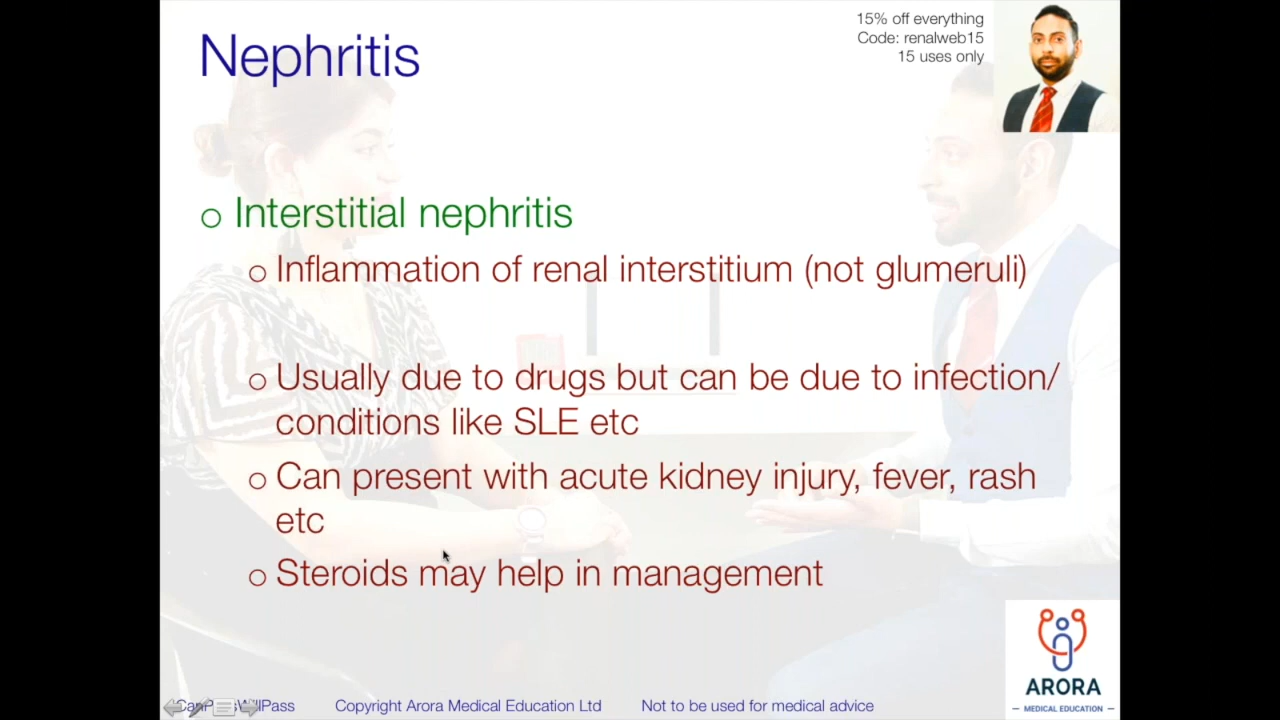 Nephritis
15% off everything
Code: renalweb15
15 uses only
o Interstitial nephritis
o Inflammation of renal interstitium (not glumeruli)
o Usually due to drugs but can be due to infection/
conditions like SLE etc
o Can present with acute kidney injury, fever, rash
etc
o Steroids may help in management
ARORA
MEDICAL EDUCATION
Copyright Arora Medical Education Ltd
Not to be used for medical advice